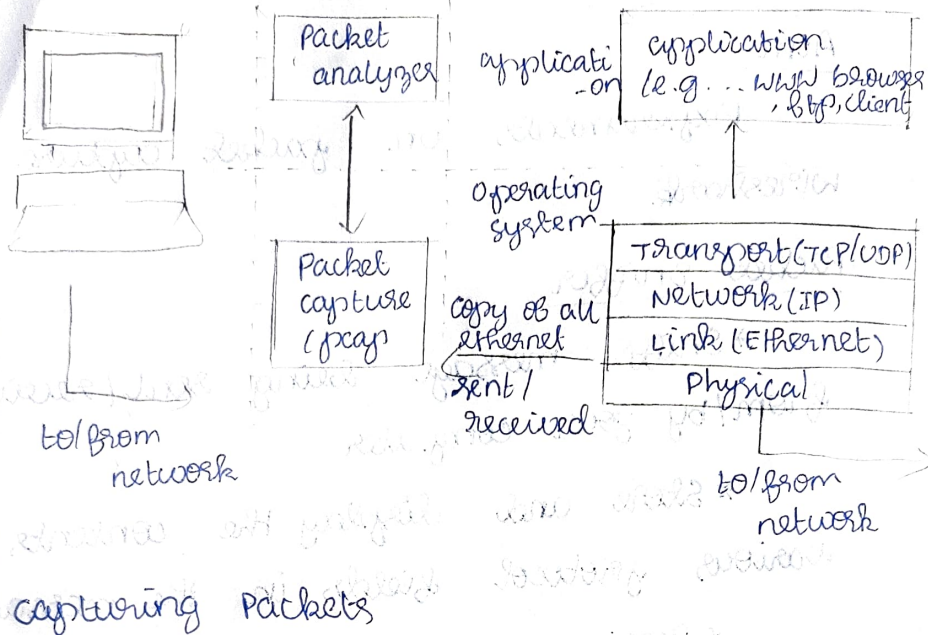 Packet
analyzer
applicati
-on
application
(e.g... www browser
, ftp, client
operating
system
Packet
capture
(pcap
copy of all
ethernet
sent/
received
Transport (TCP/UDP)
Network (IP)
Link (Ethernet)
Physical
to/from
network
to/from
network
capturing Packets